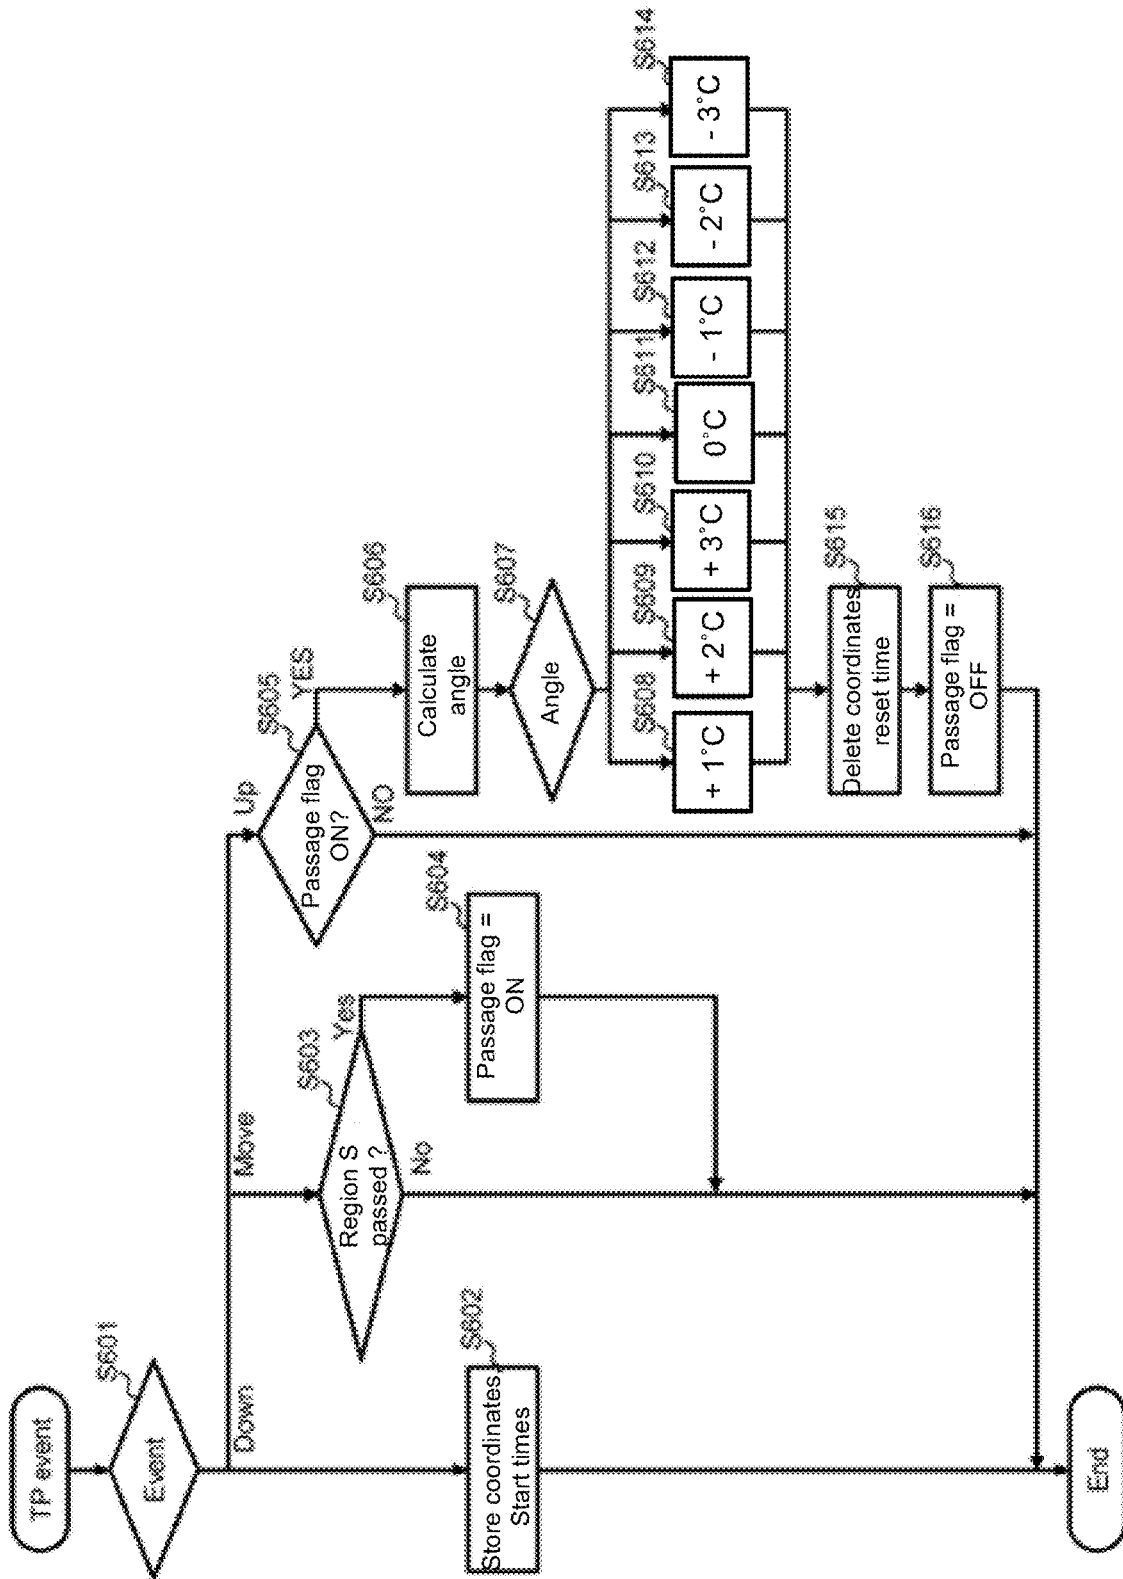 TP event
S601
Event
Down
Move
Up
S602
Store coordinates,
Start times
S603
Region S
passed ?
Yes
No
S604
Passage flag =
ON
S605
Passage flag
ON?
YES
NO
S606
Calculate
angle
S607
Angle
S608
+ 1°C
S609
+ 2°C
S610
+ 3°C
S611
0°C
S612
- 1°C
S613
- 2°C
S614
- 3°C
S615
Delete coordinates,
reset time
S616
Passage flag =
OFF
End